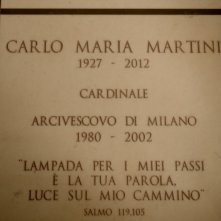 CARLO MARIA MARTINI
1927 - 2012
CARDINALE
ARCIVESCOVO DI MILANO
1980 - 2002
"LAMPADA PER I MIEI PASSI
È LA TUA PAROLA,
LUCE SUL MIO CAMMINO"
SALMO 119,105